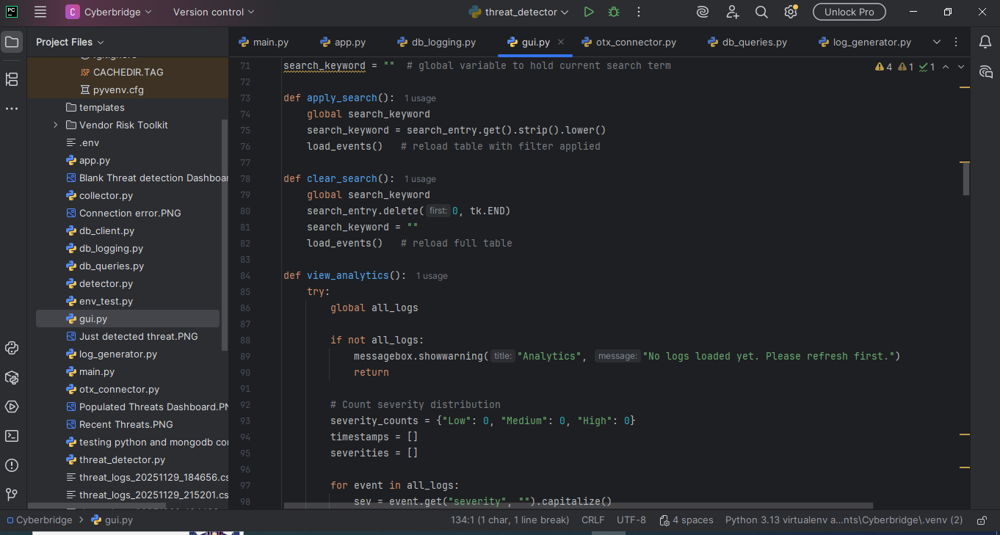 PC
C Cyberbridge
Version control
threat_detector
Unlock Pro
Project Files
main.py
app.py
db_logging.py
gui.py
otx_connector.py
db_queries.py
log_generator.py
JSP CACHEDIR.TAG
pyvenv.cfg
templates
Vendor Risk Toolkit
.env
app.py
Blank Threat detection Dashboar
collector.py
Connection error.PNG
db_client.py
db_logging.py
db_queries.py
detector.py
env_test.py
gui.py
Just detected threat.PNG
log_generator.py
main.py
otx_connector.py
Populated Threats Dashboard.PN
Recent Threats.PNG
testing python and mongodb con
threat_detector.py
threat_logs_20251129_184656.cs
threat_logs_20251129_215201.cs
4 1 1
71 search_keyword = "" # global variable to hold current search term
72
73 def apply_search(): 1 usage
74 global search_keyword
75 search_keyword = search_entry.get().strip().lower()
76 load_events() # reload table with filter applied
77
78 def clear_search(): 1 usage
79 global search_keyword
80 search_entry.delete( first: 0, tk.END)
81 search_keyword = ""
82 load_events() # reload full table
83
84 def view_analytics(): 1 usage
85 try:
86 global all_logs
87
88 if not all_logs:
89 messagebox.showwarning( title: "Analytics", message: "No logs loaded yet. Please refresh first.")
90 return
91
92 # Count severity distribution
93 severity_counts = {"Low": 0, "Medium": 0, "High": 0}
94 timestamps = []
95 severities = []
96
97 for event in all_logs:
98 sev = event.get("severity", "").capitalize()
Cyberbridge > gui.py
134:1 (1 char, 1 line break)
CRLF
UTF-8
4 spaces
Python 3.13 virtualenv a...nts\Cyberbridge\.venv (2)